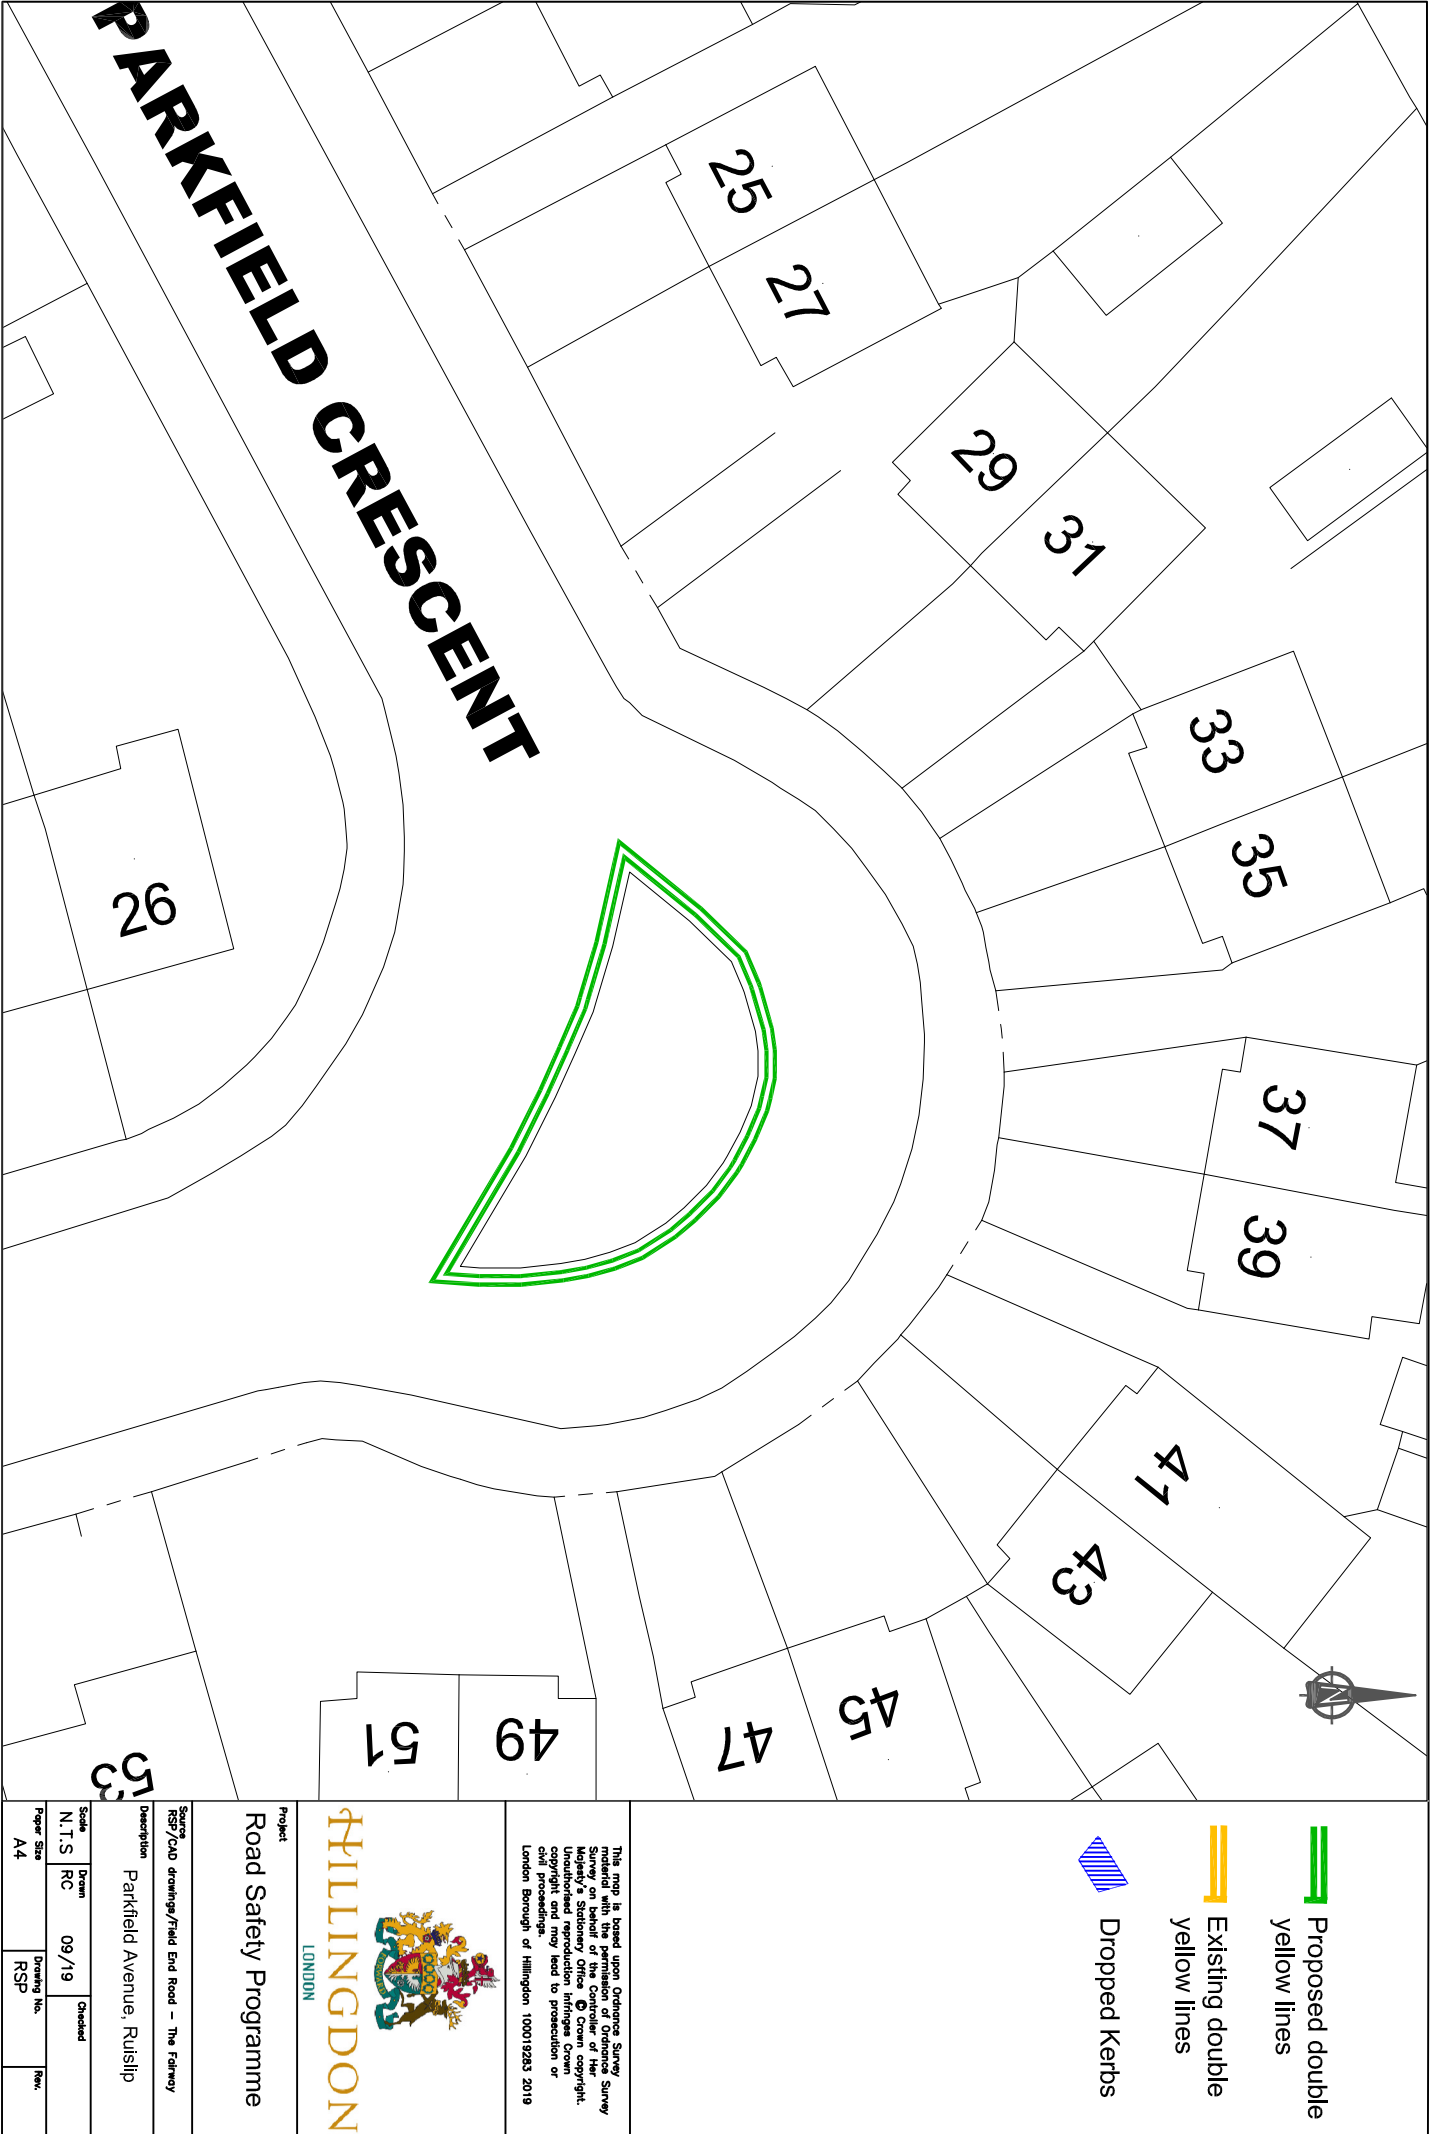 PARKFIELD CRESCENT
25
27
29
31
33
35
37
39
41
43
45
47
49
51
53
26
N
Proposed double
yellow lines
Existing double
yellow lines
Dropped Kerbs
This map is based upon Ordnance Survey
material with the permission of Ordnance Survey
Survey on behalf of the Controller of Her
Majesty's Stationery Office © Crown copyright.
Unauthorised reproduction infringes Crown
copyright and may lead to prosecution or
civil proceedings.
London Borough of Hillingdon 100019283 2019
HILLINGDON
LONDON
Project
Road Safety Programme
Source
RSP/CAD drawings/Field End Road - The Fairway
Description
Parkfield Avenue, Ruislip
Scale
N.T.S
Drawn
RC
09/19
Checked
Paper Size
A4
Drawing No.
RSP
Rev.